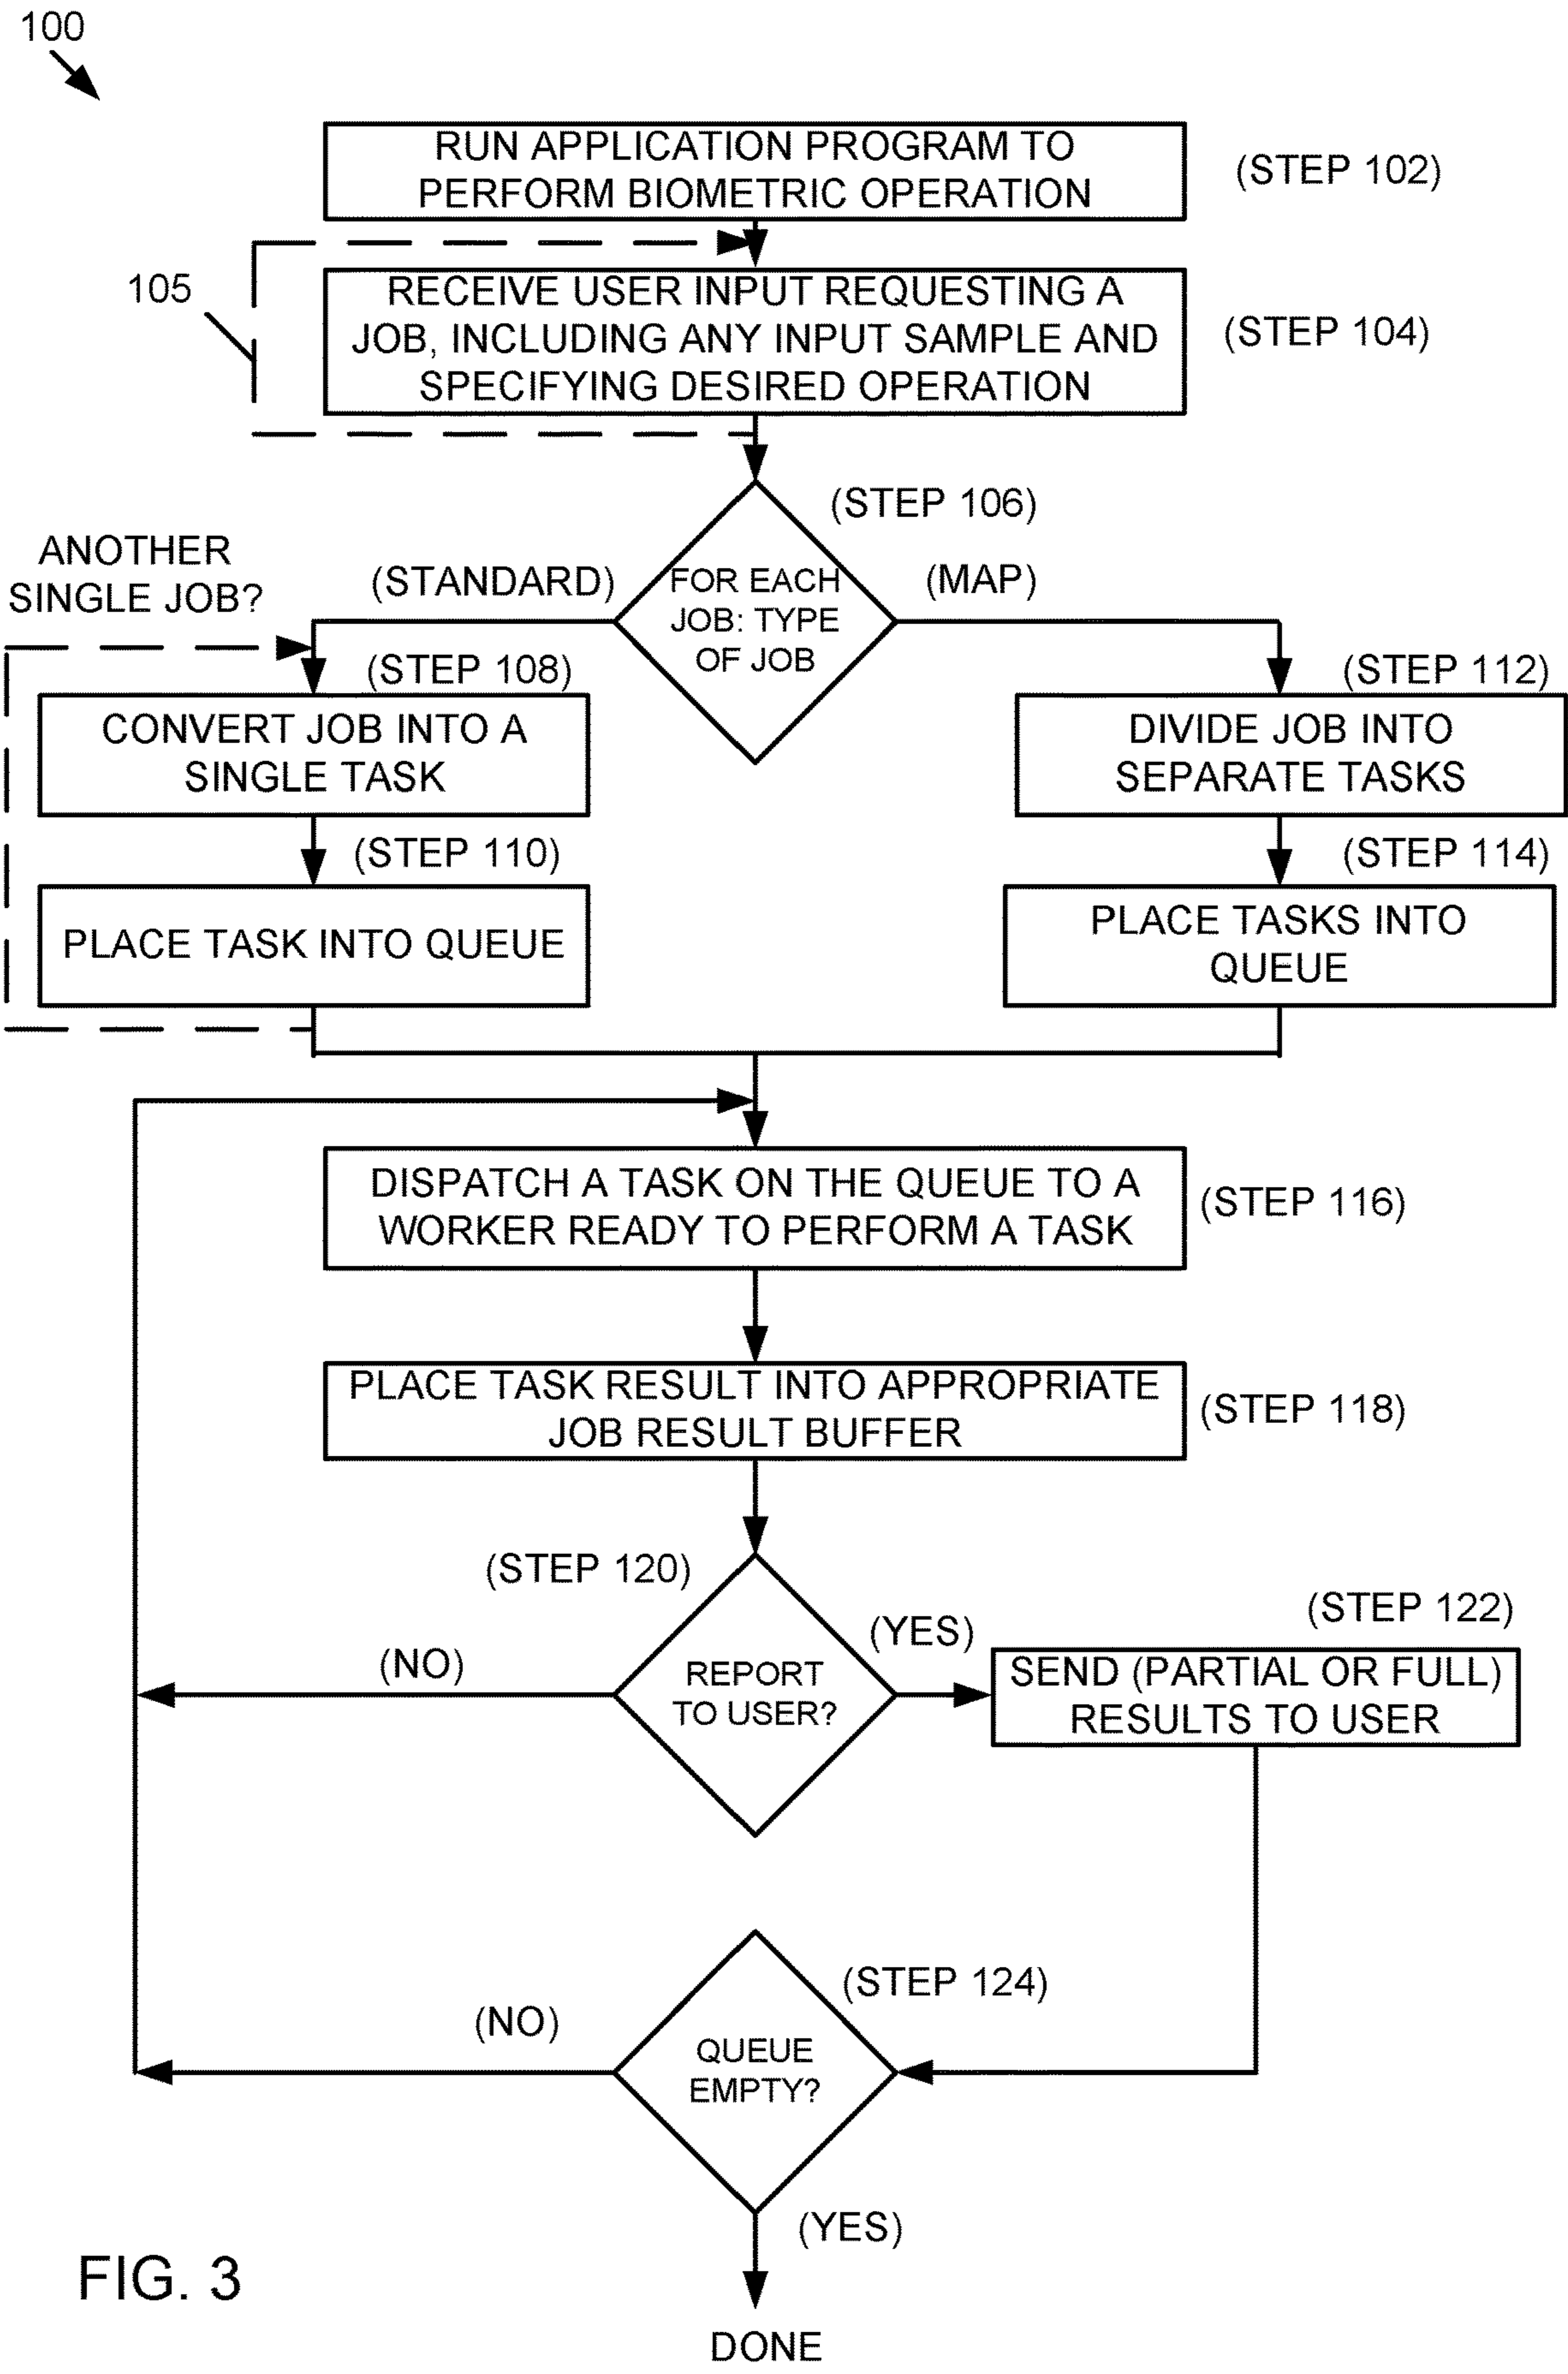 100
RUN APPLICATION PROGRAM TO
PERFORM BIOMETRIC OPERATION
(STEP 102)
105
RECEIVE USER INPUT REQUESTING A
JOB, INCLUDING ANY INPUT SAMPLE AND
SPECIFYING DESIRED OPERATION
(STEP 104)
(STEP 106)
FOR EACH
JOB: TYPE
OF JOB
(STANDARD)
(MAP)
ANOTHER
SINGLE JOB?
(STEP 108)
CONVERT JOB INTO A
SINGLE TASK
(STEP 110)
PLACE TASK INTO QUEUE
(STEP 112)
DIVIDE JOB INTO
SEPARATE TASKS
(STEP 114)
PLACE TASKS INTO
QUEUE
DISPATCH A TASK ON THE QUEUE TO A
WORKER READY TO PERFORM A TASK
(STEP 116)
PLACE TASK RESULT INTO APPROPRIATE
JOB RESULT BUFFER
(STEP 118)
(STEP 120)
REPORT
TO USER?
(NO)
(YES)
(STEP 122)
SEND (PARTIAL OR FULL)
RESULTS TO USER
(STEP 124)
QUEUE
EMPTY?
(NO)
(YES)
DONE
FIG. 3